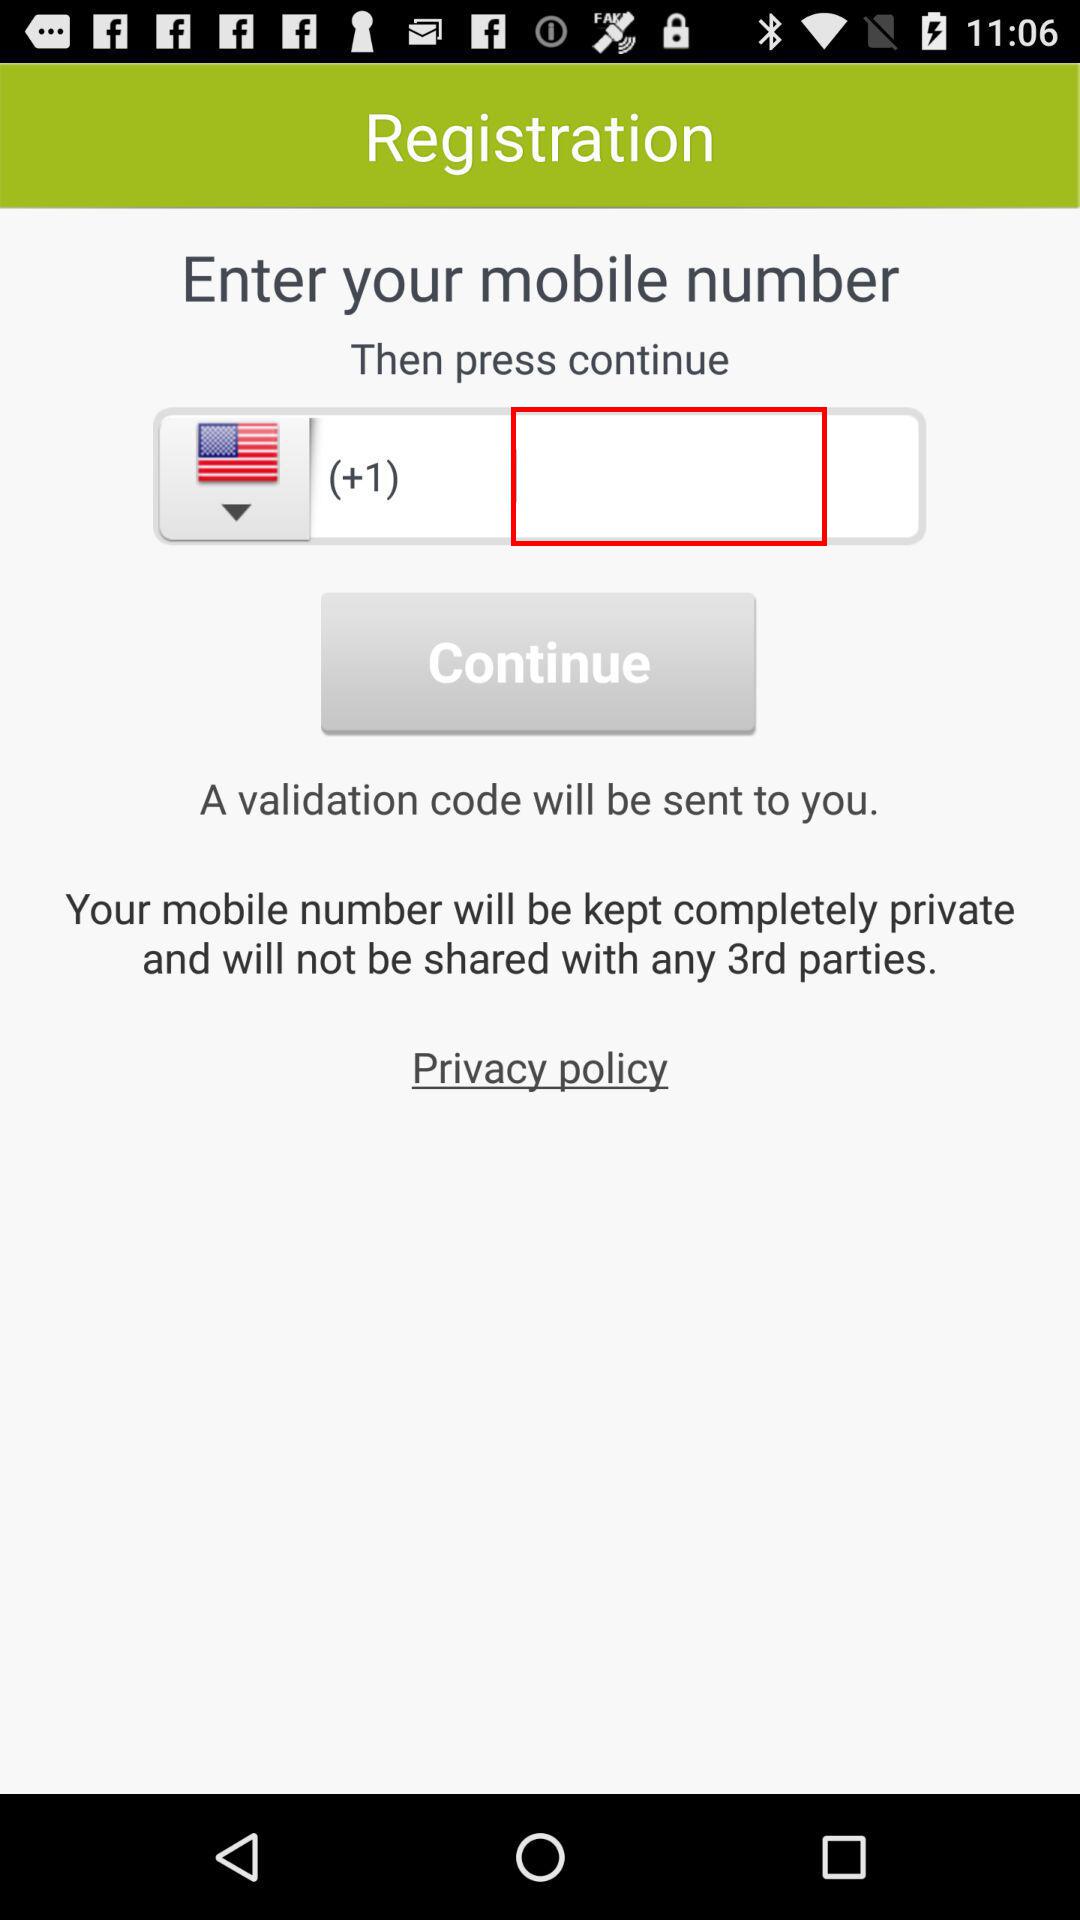 FAKE
11:06
Registration
Enter your mobile number
Then press continue
(+1)
Continue
A validation code will be sent to you.
Your mobile number will be kept completely private
and will not be shared with any 3rd parties.
Privacy policy